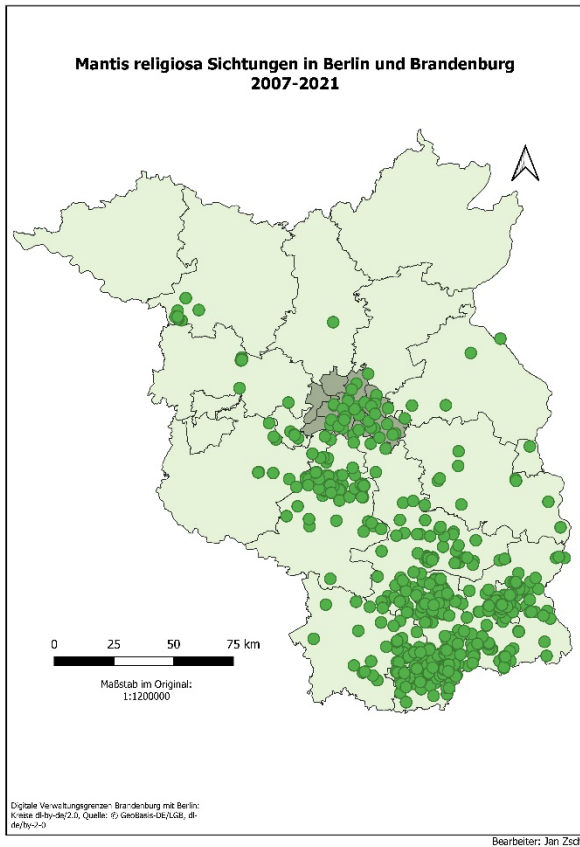 Mantis religiosa Sichtungen in Berlin und Brandenburg
2007-2021
0 25 50 75 km
Maßstab im Original:
1:1200000
Digitale Verwaltungsgrenzen Brandenburg mit Berlin:
Kreise dl-by-de/2.0, Quelle: © GeoBasis-DE/LGB, dl-
de/by-2-0
Bearbeiter: Jan Zsch